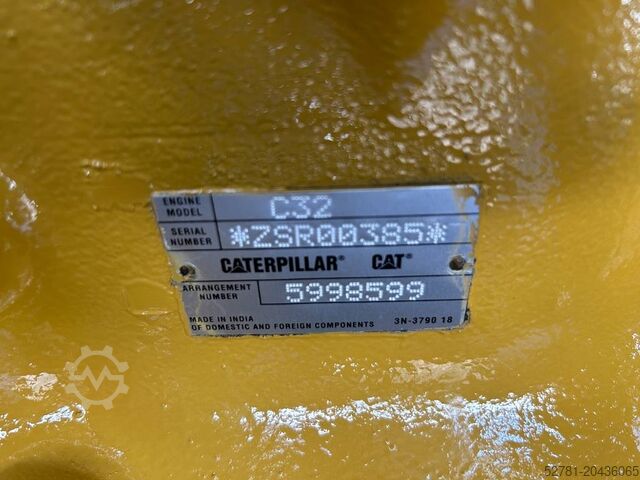 ENGINE MODEL C32
SERIAL NUMBER *ZSR00385*
CATERPILLAR® CAT®
ARRANGEMENT NUMBER 5998599
MADE IN INDIA
OF DOMESTIC AND FOREIGN COMPONENTS 3N-3790 18
52781-20436065